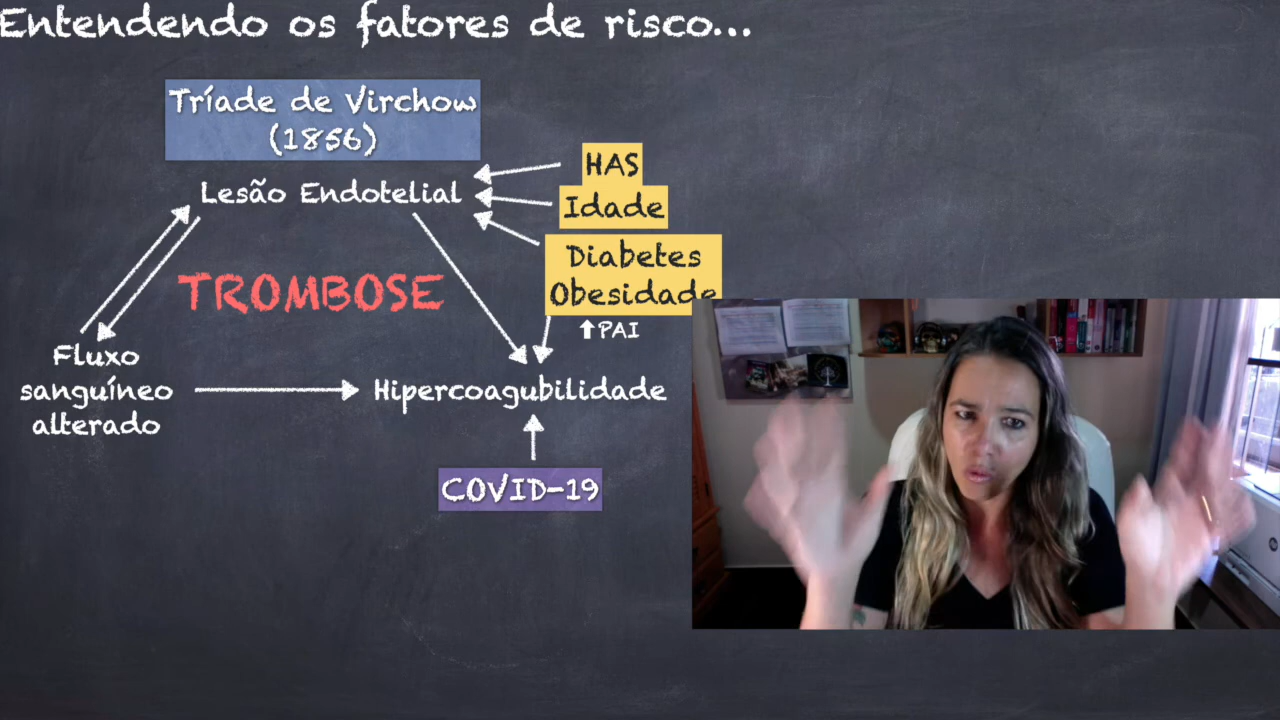 Entendendo os fatores de risco...
Tríade de Virchow
(1856)
Lesão Endotelial
HAS
Idade
Diabetes
Obesidade
⬆PAI
TROMBOSE
Fluxo
sanguíneo
alterado
Hipercoagubilidade
COVID-19